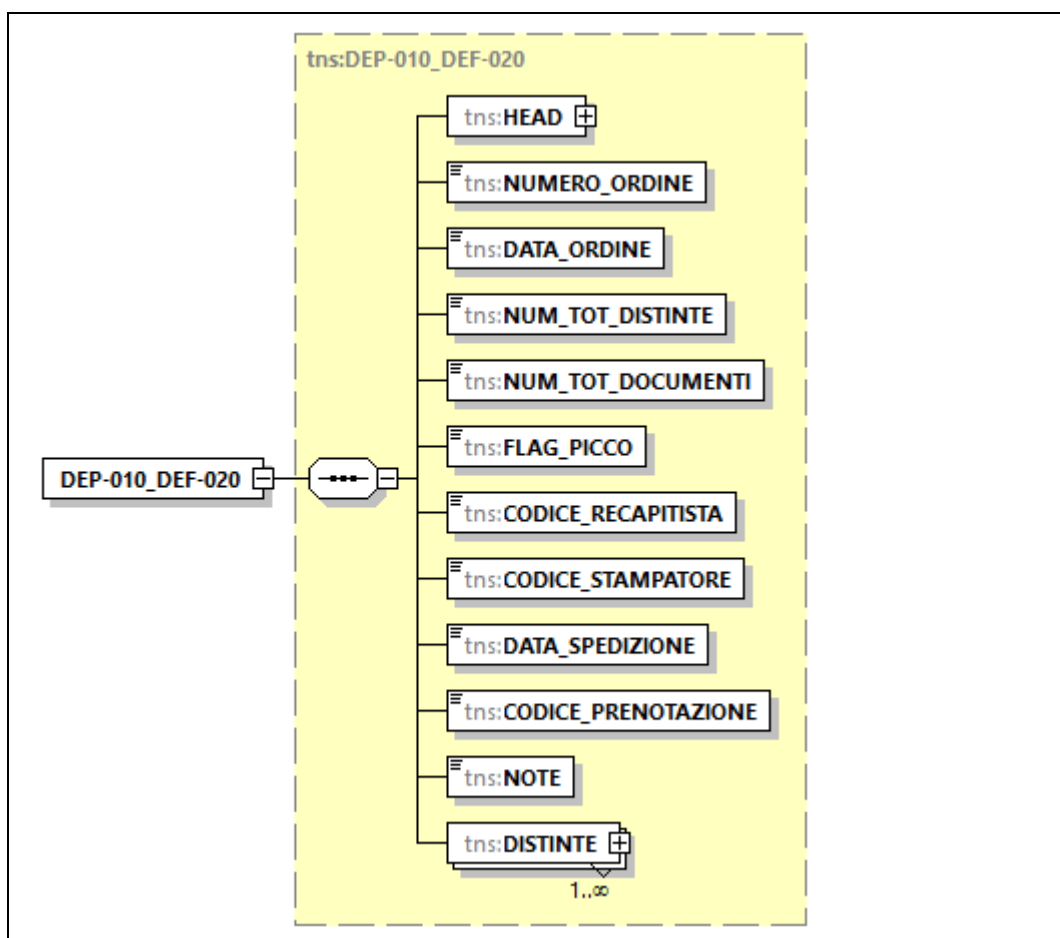 tns:DEP-010_DEF-020
tns:HEAD
tns:NUMERO_ORDINE
tns:DATA_ORDINE
tns:NUM_TOT_DISTINTE
tns:NUM_TOT_DOCUMENTI
tns:FLAG_PICCO
DEP-010_DEF-020
tns:CODICE_RECAPITISTA
tns:CODICE_STAMPATORE
tns:DATA_SPEDIZIONE
tns:CODICE_PRENOTAZIONE
tns:NOTE
tns:DISTINTE
1..∞